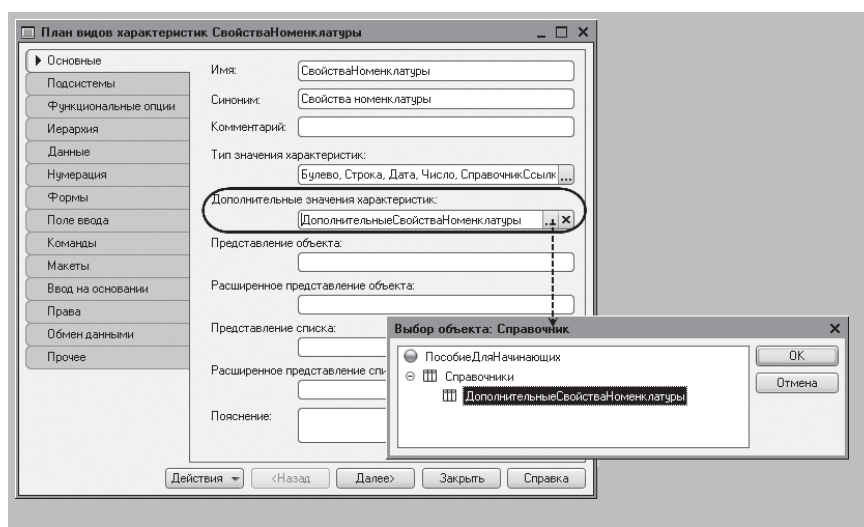 План видов характеристик СвойстваНоменклатуры
Основные
Подсистемы
Функциональные опции
Иерархия
Данные
Нумерация
Формы
Поле ввода
Команды
Макеты
Ввод на основании
Права
Обмен данными
Прочее
Имя: СвойстваНоменклатуры
Синоним: Свойства номенклатуры
Комментарий:
Тип значения характеристик:
Булево, Строка, Дата, Число, СправочникСсылк ...
Дополнительные значения характеристик:
ДополнительныеСвойстваНоменклатуры
Представление объекта:
Расширенное представление объекта:
Представление списка:
Расширенное представление спи
Пояснение:
Действия <Назад Далее> Закрыть Справка
Выбор объекта: Справочник
ПособиеДляНачинающих
Справочники
ДополнительныеСвойстваНоменклатуры
ОК
Отмена